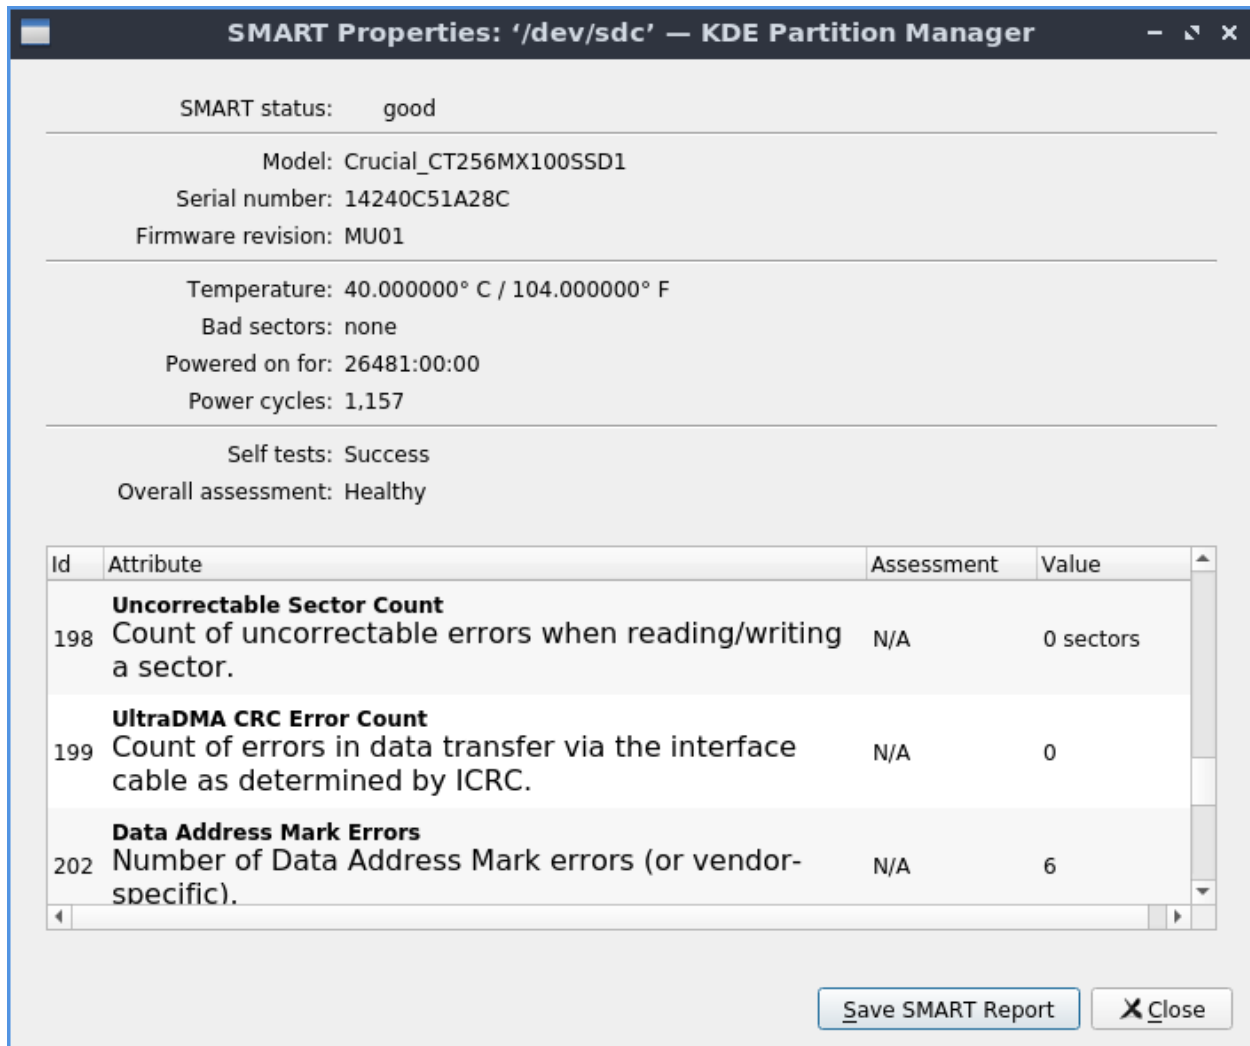 SMART Properties: ‘/dev/sdc’ — KDE Partition Manager
SMART status: good
Model: Crucial_CT256MX100SSD1
Serial number: 14240C51A28C
Firmware revision: MU01
Temperature: 40.000000° C / 104.000000° F
Bad sectors: none
Powered on for: 26481:00:00
Power cycles: 1,157
Self tests: Success
Overall assessment: Healthy
Id Attribute Assessment Value
Uncorrectable Sector Count
198 Count of uncorrectable errors when reading/writing N/A 0 sectors
a sector.
UltraDMA CRC Error Count
199 Count of errors in data transfer via the interface N/A 0
cable as determined by ICRC.
Data Address Mark Errors
202 Number of Data Address Mark errors (or vendor- N/A 6
specific).
Save SMART Report Close